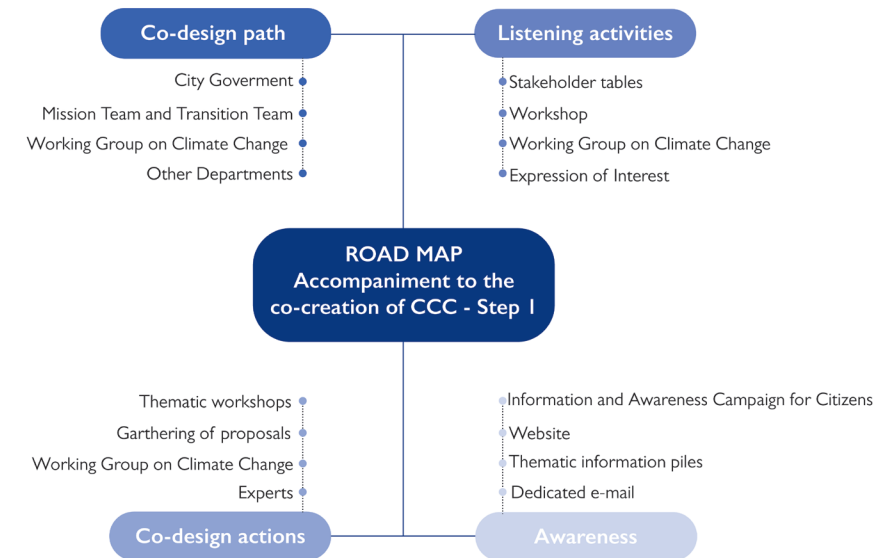 Co-design path
City Goverment
Mission Team and Transition Team
Working Group on Climate Change
Other Departments
Listening activities
Stakeholder tables
Workshop
Working Group on Climate Change
Expression of Interest
ROAD MAP
Accompaniment to the
co-creation of CCC - Step 1
Thematic workshops
Garthering of proposals
Working Group on Climate Change
Experts
Co-design actions
Information and Awareness Campaign for Citizens
Website
Thematic information piles
Dedicated e-mail
Awareness